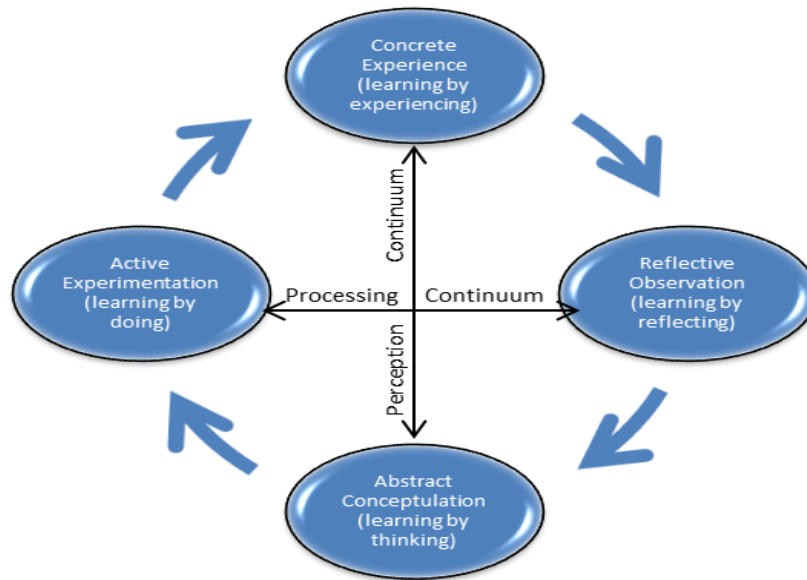 Concrete
Experience
(learning by
experiencing)
Continuum
Active
Experimentation
(learning by
doing)
Processing
Continuum
Reflective
Observation
(learning by
reflecting)
Perception
Abstract
Conceptulation
(learning by
thinking)